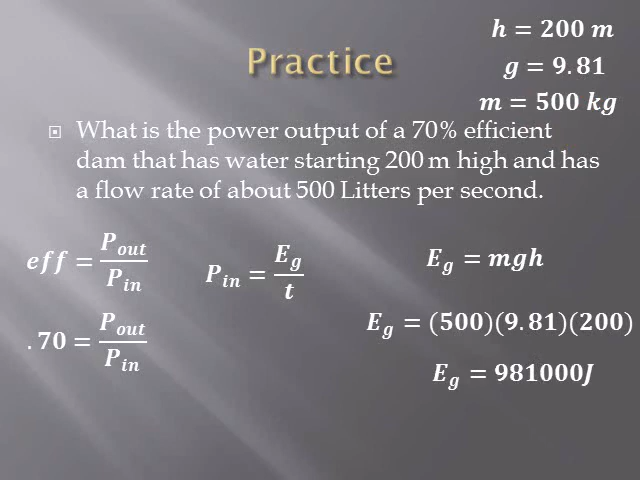 h = 200 m
Practice
g = 9.81
m = 500 kg
What is the power output of a 70% efficient
dam that has water starting 200 m high and has
a flow rate of about 500 Litters per second.
eff = P_out / P_in
P_in = E_g / t
E_g = mgh
.70 = P_out / P_in
E_g = (500)(9.81)(200)
E_g = 981000J